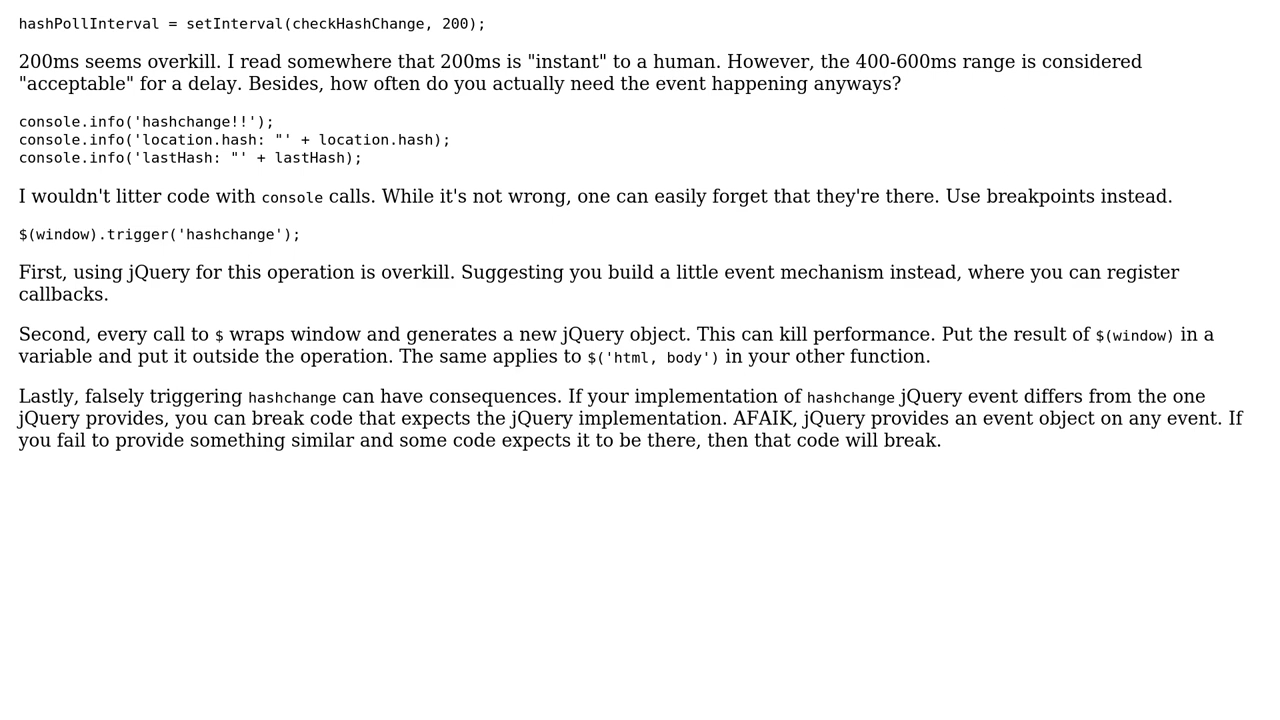 hashPollInterval = setInterval(checkHashChange, 200);
200ms seems overkill. I read somewhere that 200ms is "instant" to a human. However, the 400-600ms range is considered
"acceptable" for a delay. Besides, how often do you actually need the event happening anyways?
console.info('hashchange!!');
console.info('location.hash: "' + location.hash);
console.info('lastHash: "' + lastHash);
I wouldn't litter code with console calls. While it's not wrong, one can easily forget that they're there. Use breakpoints instead.
$(window).trigger('hashchange');
First, using jQuery for this operation is overkill. Suggesting you build a little event mechanism instead, where you can register
callbacks.
Second, every call to $ wraps window and generates a new jQuery object. This can kill performance. Put the result of $(window) in a
variable and put it outside the operation. The same applies to $('html, body') in your other function.
Lastly, falsely triggering hashchange can have consequences. If your implementation of hashchange jQuery event differs from the one
jQuery provides, you can break code that expects the jQuery implementation. AFAIK, jQuery provides an event object on any event. If
you fail to provide something similar and some code expects it to be there, then that code will break.